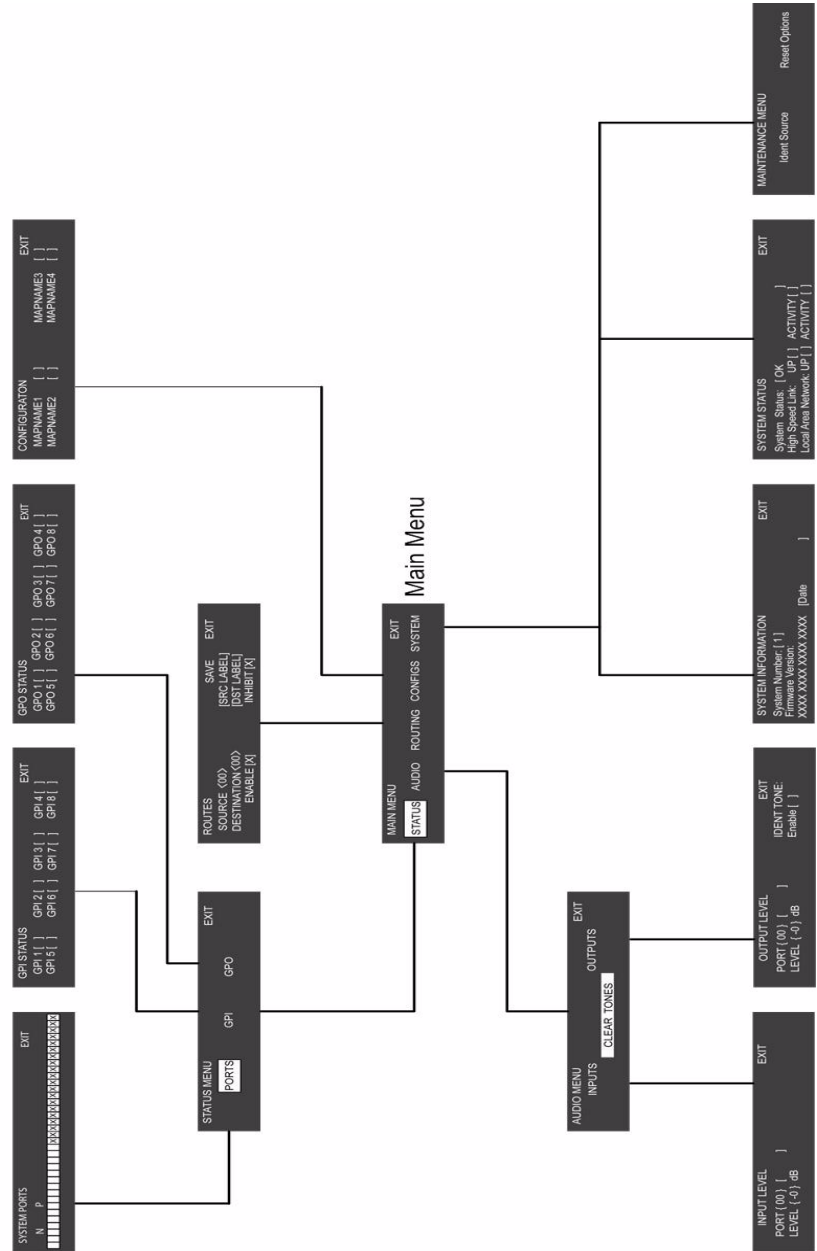 SYSTEM PORTS EXIT
N P
XXXXXXXXXXXXXXXX
GPI STATUS EXIT
GPI 1 [ ] GPI 2 [ ] GPI 3 [ ] GPI 4 [ ]
GPI 5 [ ] GPI 6 [ ] GPI 7 [ ] GPI 8 [ ]
GPO STATUS EXIT
GPO 1 [ ] GPO 2 [ ] GPO 3 [ ] GPO 4 [ ]
GPO 5 [ ] GPO 6 [ ] GPO 7 [ ] GPO 8 [ ]
CONFIGURATON EXIT
MAPNAME1 [ ] MAPNAME3 [ ]
MAPNAME2 [ ] MAPNAME4 [ ]
STATUS MENU EXIT
PORTS GPI GPO
ROUTES SAVE EXIT
SOURCE <00> [SRC LABEL]
DESTINATION <00> [DST LABEL]
ENABLE [X] INHIBIT [X]
Main Menu
MAIN MENU EXIT
STATUS AUDIO ROUTING CONFIGS SYSTEM
AUDIO MENU EXIT
INPUTS OUTPUTS
CLEAR TONES
INPUT LEVEL EXIT
PORT {00} [ ]
LEVEL {-0} dB
OUTPUT LEVEL EXIT
PORT {00} [ ] IDENT TONE:
LEVEL {-0} dB Enable [ ]
SYSTEM INFORMATION EXIT
System Number: [1]
Firmware Version:
XXXX XXXX XXXX XXXX [Date ]
SYSTEM STATUS EXIT
System Status: [OK ]
High Speed Link: UP [ ] ACTIVITY [ ]
Local Area Network: UP [ ] ACTIVITY [ ]
MAINTENANCE MENU
Ident Source Reset Options